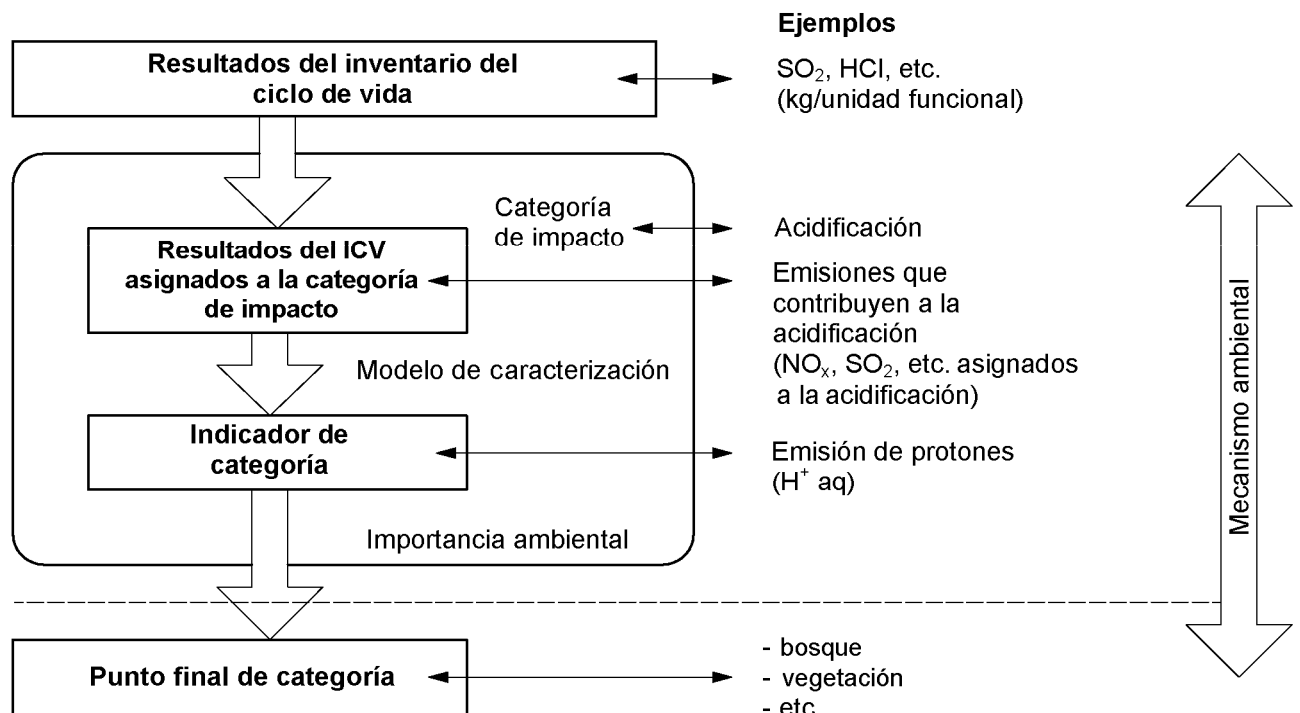 Ejemplos
Resultados del inventario del
ciclo de vida
SO₂, HCl, etc.
(kg/unidad funcional)
Categoría
de impacto
Acidificación
Resultados del ICV
asignados a la categoría
de impacto
Emisiones que
contribuyen a la
acidificación
(NOₓ, SO₂, etc. asignados
a la acidificación)
Modelo de caracterización
Indicador de
categoría
Emisión de protones
(H⁺ aq)
Importancia ambiental
Mecanismo ambiental
Punto final de categoría
- bosque
- vegetación
- etc